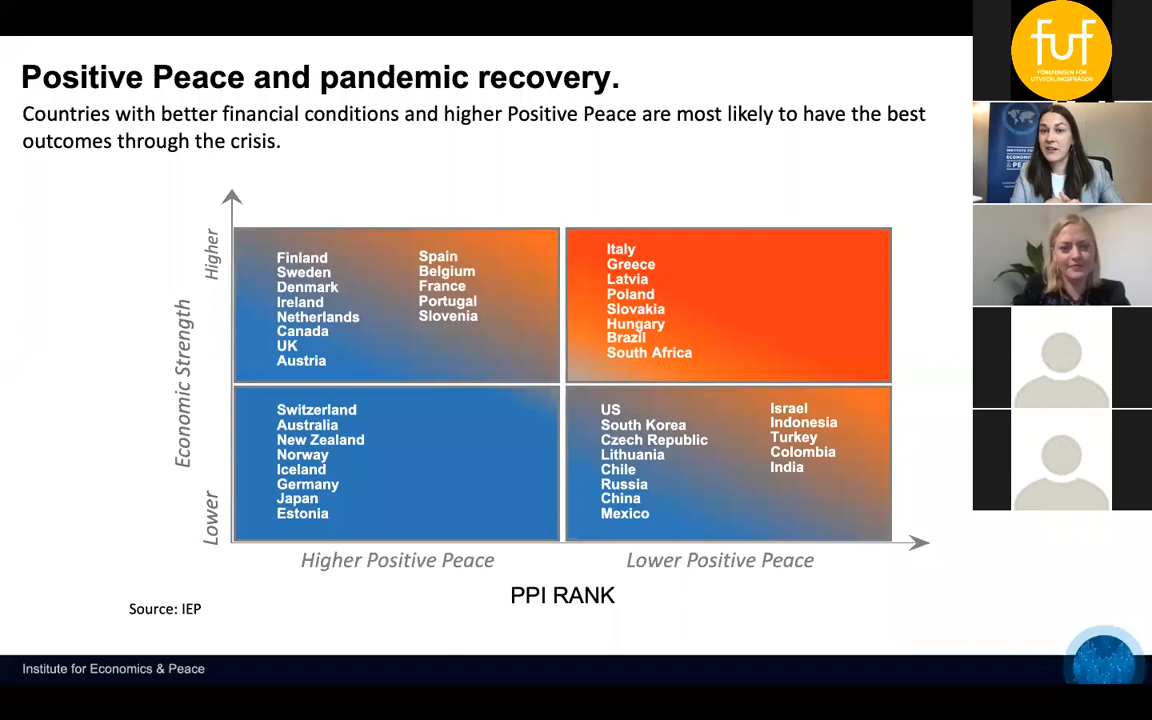 Positive Peace and pandemic recovery.
Countries with better financial conditions and higher Positive Peace are most likely to have the best
outcomes through the crisis.
Economic Strength
Higher
Lower
Finland
Sweden
Denmark
Ireland
Netherlands
Canada
UK
Austria
Spain
Belgium
France
Portugal
Slovenia
Italy
Greece
Latvia
Poland
Slovakia
Hungary
Brazil
South Africa
Switzerland
Australia
New Zealand
Norway
Iceland
Germany
Japan
Estonia
US
South Korea
Czech Republic
Lithuania
Chile
Russia
China
Mexico
Israel
Indonesia
Turkey
Colombia
India
Higher Positive Peace
Lower Positive Peace
PPI RANK
Source: IEP
Institute for Economics & Peace
fuf
FÖRENINGEN FÖR
UTVECKLINGSFRÅGOR